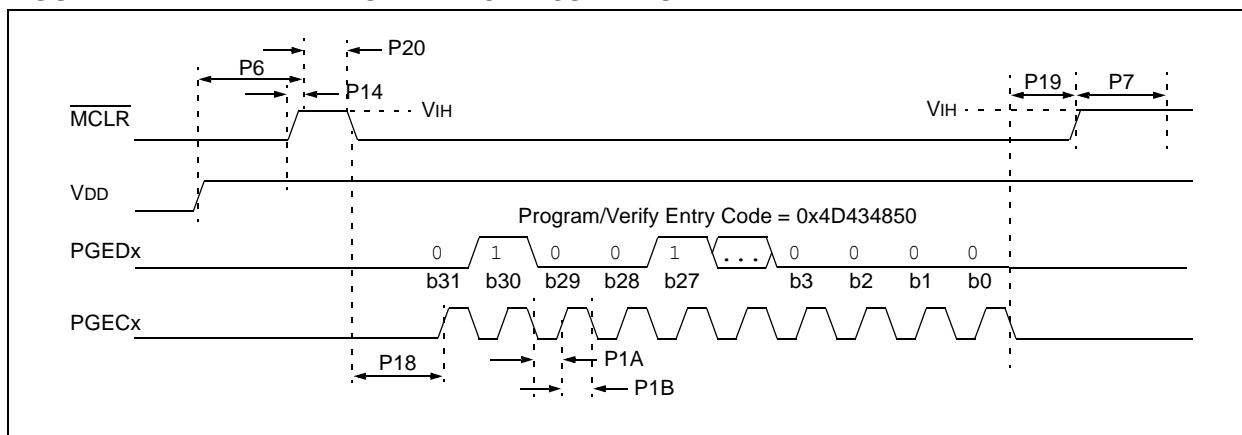 P20
P6
P14
P19
P7
MCLR
VIH
VIH
VDD
Program/Verify Entry Code = 0x4D434850
PGEDx
0 1 0 0 1 ... 0 0 0 0
b31 b30 b29 b28 b27 b3 b2 b1 b0
PGECx
P18
P1A
P1B